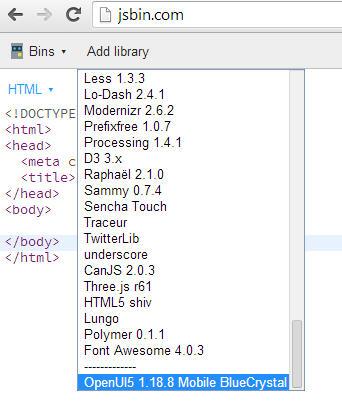 jsbin.com
Bins Add library
HTML
Less 1.3.3
Lo-Dash 2.4.1
Modernizr 2.6.2
Prefixfree 1.0.7
Processing 1.4.1
D3 3.x
Raphaël 2.1.0
Sammy 0.7.4
Sencha Touch
Traceur
TwitterLib
underscore
CanJS 2.0.3
Three.js r61
HTML5 shiv
Lungo
Polymer 0.1.1
Font Awesome 4.0.3
-------------
OpenUI5 1.18.8 Mobile BlueCrystal
<!DOCTYPE
<html>
<head>
<meta c
<title>
</head>
<body>
</body>
</html>